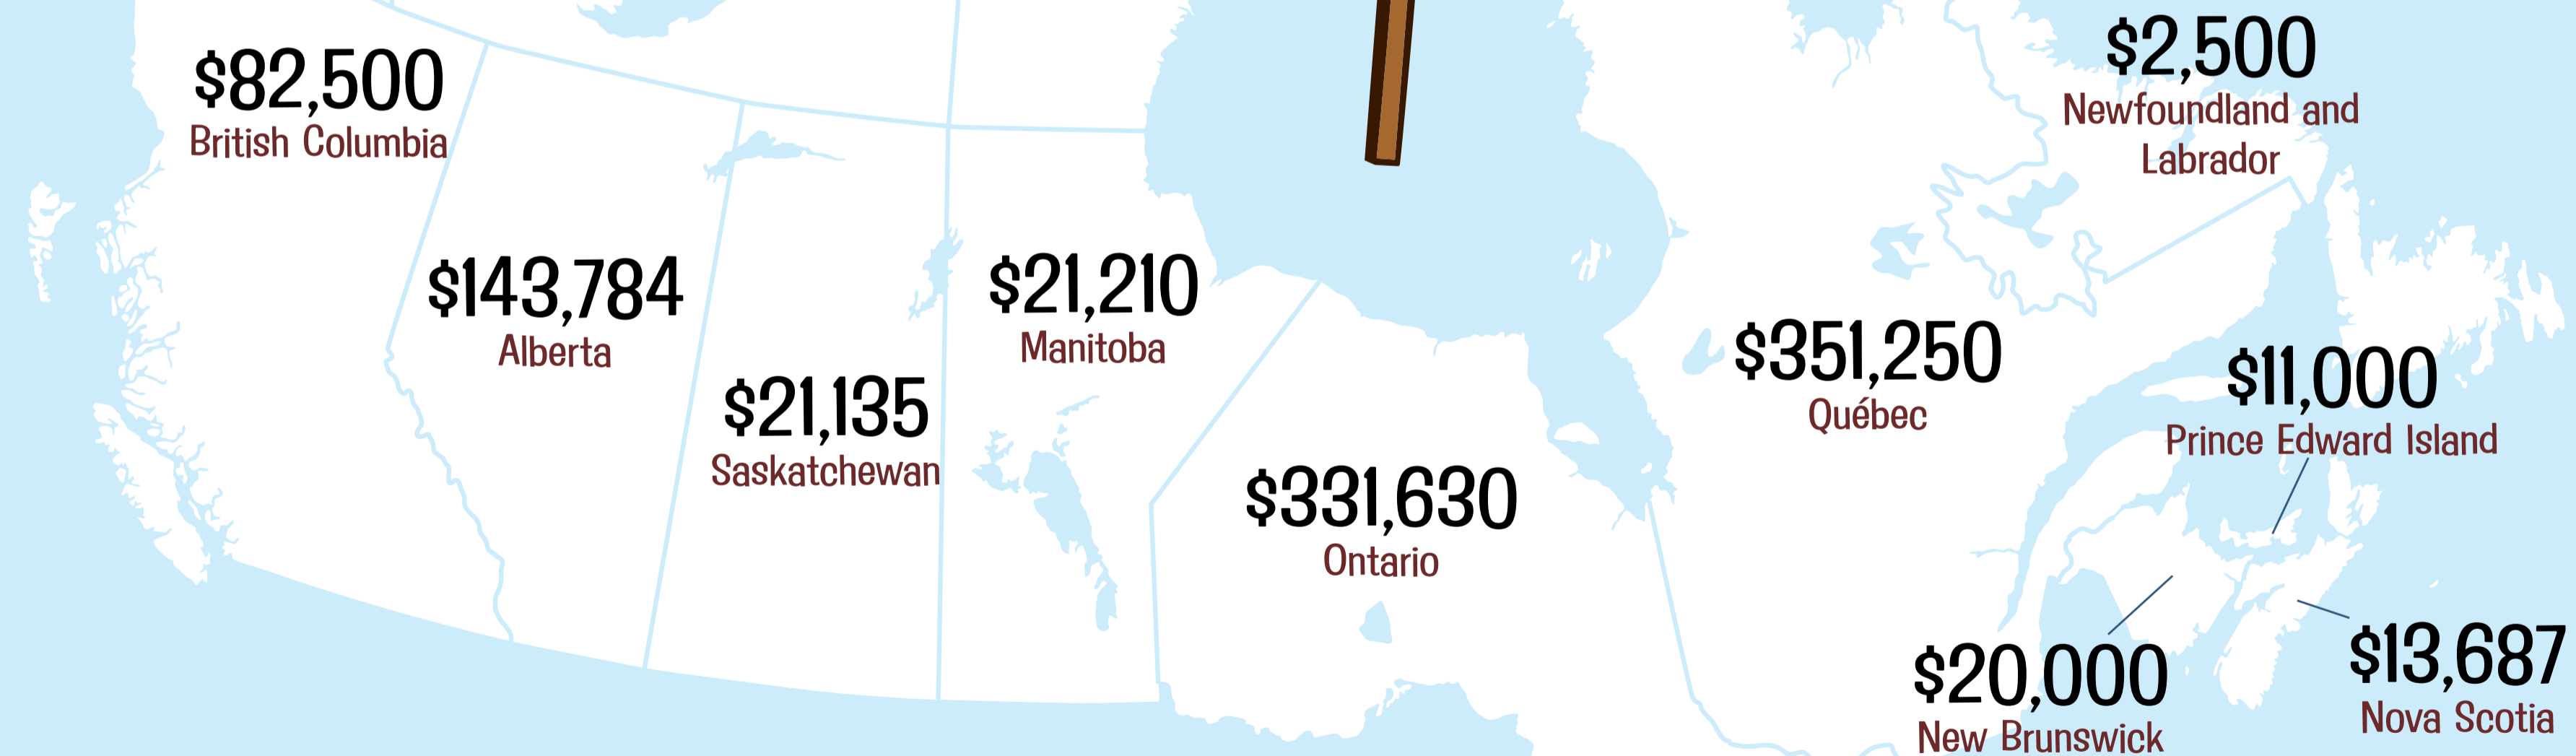 $82,500
British Columbia
$143,784
Alberta
$21,135
Saskatchewan
$21,210
Manitoba
$331,630
Ontario
$351,250
Québec
$2,500
Newfoundland and
Labrador
$11,000
Prince Edward Island
$20,000
New Brunswick
$13,687
Nova Scotia